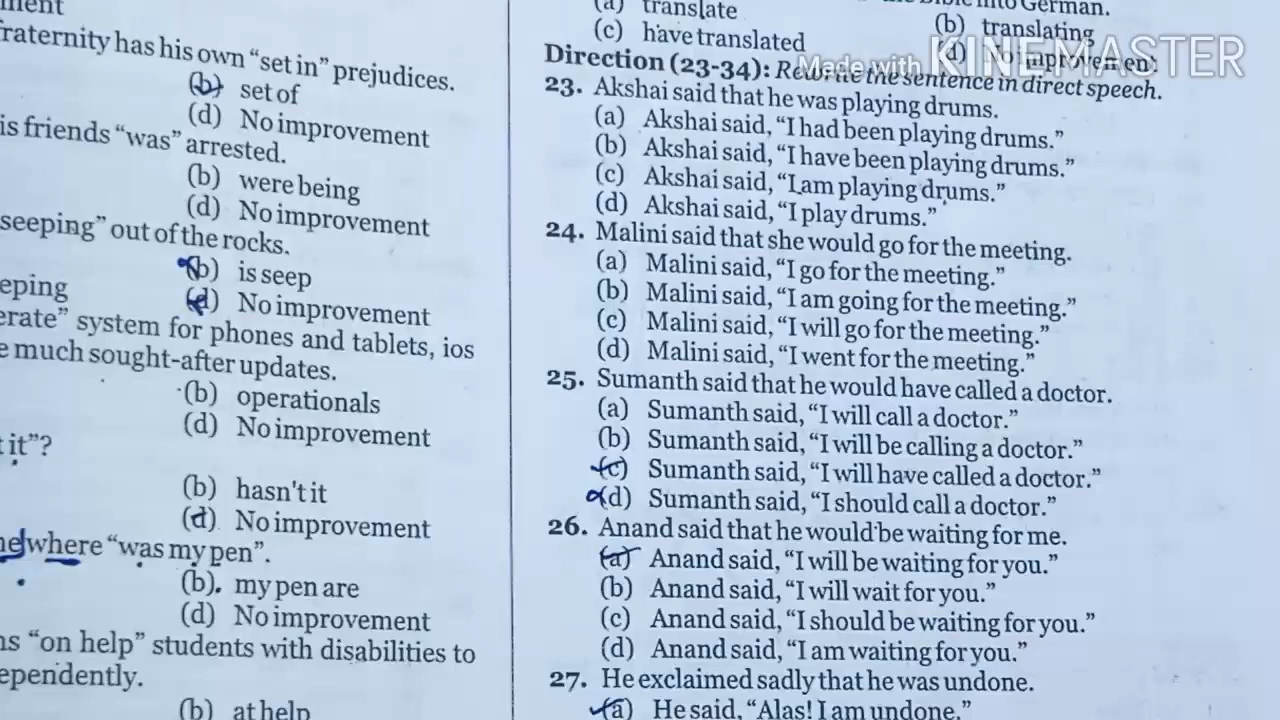 raternity has his own “set in” prejudices.
(b) set of
(d) No improvement
is friends “was” arrested.
(b) were being
(d) No improvement
seeping” out of the rocks.
(b) is seep
eping
(d) No improvement
erate” system for phones and tablets, ios
e much sought-after updates.
(b) operationals
(d) No improvement
it”?
(b) hasn't it
(d) No improvement
me where “was my pen”.
(b). my pen are
(d) No improvement
ns “on help” students with disabilities to
ependently.
(b) at help
into German.
(a) translate
(b) translating
(c) have translated
(d) No improvement
Made with KINEMASTER
Direction (23-34): Rewrite the sentence in direct speech.
23. Akshai said that he was playing drums.
(a) Akshai said, “I had been playing drums.”
(b) Akshai said, “I have been playing drums.”
(c) Akshai said, “I am playing drums.”
(d) Akshai said, “I play drums.”
24. Malini said that she would go for the meeting.
(a) Malini said, “I go for the meeting.”
(b) Malini said, “I am going for the meeting.”
(c) Malini said, “I will go for the meeting.”
(d) Malini said, “I went for the meeting.”
25. Sumanth said that he would have called a doctor.
(a) Sumanth said, “I will call a doctor.”
(b) Sumanth said, “I will be calling a doctor.”
(c) Sumanth said, “I will have called a doctor.”
(d) Sumanth said, “I should call a doctor.”
26. Anand said that he would be waiting for me.
(a) Anand said, “I will be waiting for you.”
(b) Anand said, “I will wait for you.”
(c) Anand said, “I should be waiting for you.”
(d) Anand said, “I am waiting for you.”
27. He exclaimed sadly that he was undone.
(a) He said, “Alas! I am undone.”